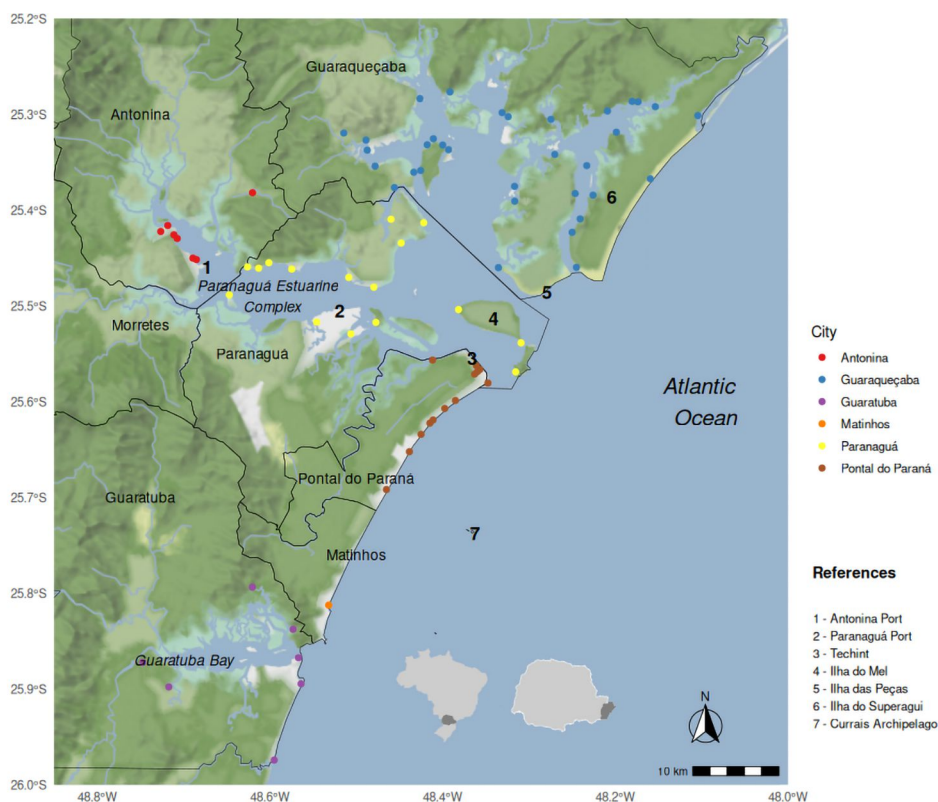 25.2°S
Guaraqueçaba
Antonina
25.3°S
6
25.4°S
1
Paranaguá Estuarine
Complex
5
25.5°S
2
4
Morretes
Paranaguá
3
25.6°S
Atlantic
Ocean
Pontal do Paraná
25.7°S
Guaratuba
7
Matinhos
25.8°S
Guaratuba Bay
25.9°S
N
10 km
26.0°S
48.8°W 48.6°W 48.4°W 48.2°W 48.0°W
City
Antonina
Guaraqueçaba
Guaratuba
Matinhos
Paranaguá
Pontal do Paraná
References
1 - Antonina Port
2 - Paranaguá Port
3 - Techint
4 - Ilha do Mel
5 - Ilha das Peças
6 - Ilha do Superagui
7 - Currais Archipelago